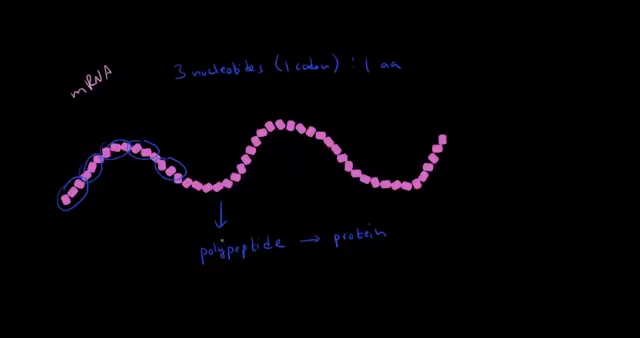 mRNA
3 nucleotides (1 codon) : 1 aa
polypeptide → protein